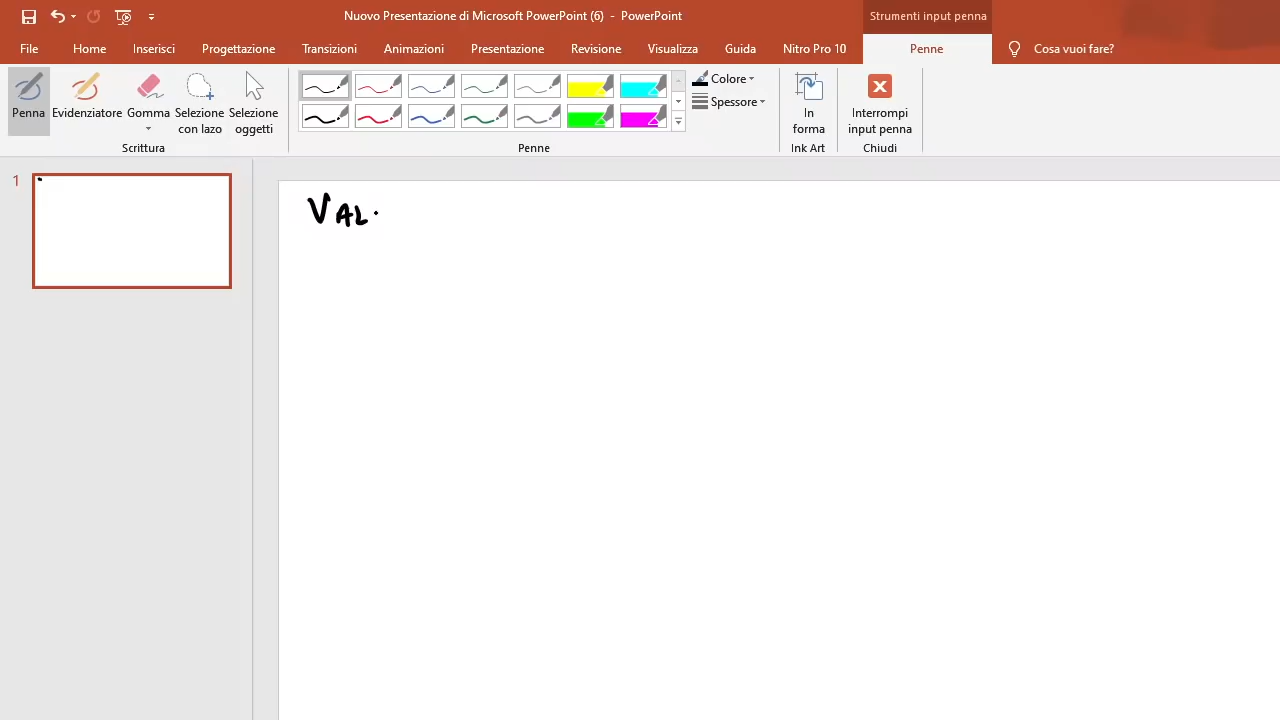 Nuovo Presentazione di Microsoft PowerPoint (6) - PowerPoint
Strumenti input penna
File Home Inserisci Progettazione Transizioni Animazioni Presentazione Revisione Visualizza Guida Nitro Pro 10 Penne Cosa vuoi fare?
Penna
Evidenziatore
Gomma
Selezione
con lazo
Selezione
oggetti
Scrittura
Penne
Colore
Spessore
In
forma
Ink Art
Interrompi
input penna
Chiudi
1
VAL